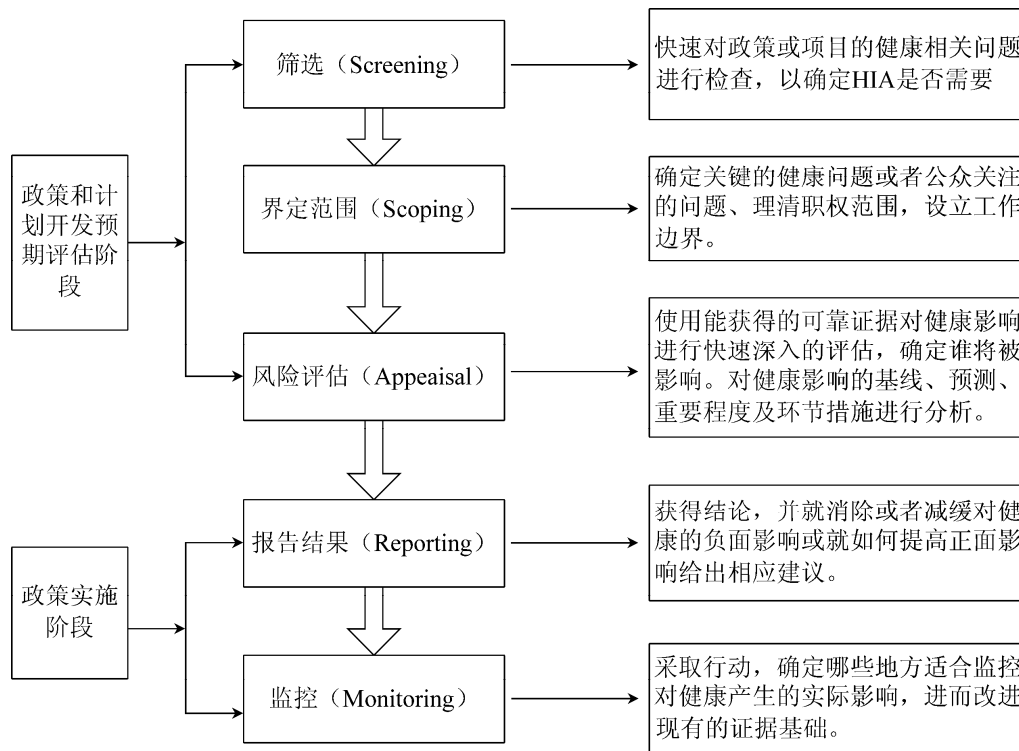 筛选（Screening）
快速对政策或项目的健康相关问题
进行检查，以确定HIA是否需要
政策和计
划开发预
期评估阶
段
界定范围（Scoping）
确定关键的健康问题或者公众关注
的问题、理清职权范围，设立工作
边界。
风险评估（Appeaisal）
使用能获得的可靠证据对健康影响
进行快速深入的评估，确定谁将被
影响。对健康影响的基线、预测、
重要程度及环节措施进行分析。
政策实施
阶段
报告结果（Reporting）
获得结论，并就消除或者减缓对健
康的负面影响或就如何提高正面影
响给出相应建议。
监控（Monitoring）
采取行动，确定哪些地方适合监控
对健康产生的实际影响，进而改进
现有的证据基础。